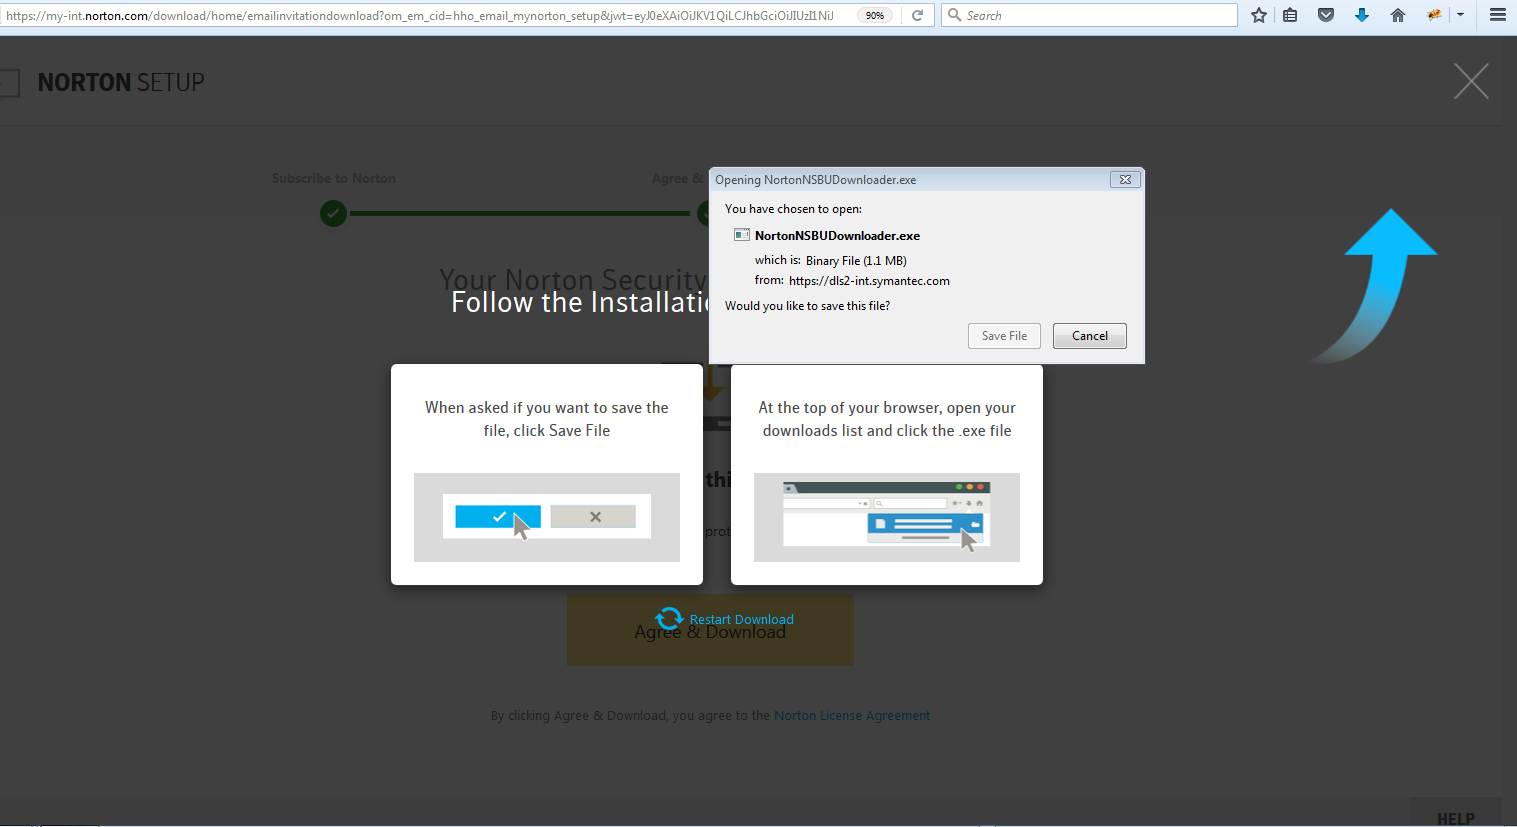 https://my-int.norton.com/download/home/emailinvitationdownload?om_em_cid=hho_email_mynorton_setup&jwt=eyJ0eXAiOiJKV1QiLCJhbGciOiJIUzI1NiJ
90%
Search
NORTON SETUP
Subscribe to Norton
Agree &
Opening NortonNSBUDownloader.exe
You have chosen to open:
NortonNSBUDownloader.exe
which is: Binary File (1.1 MB)
from: https://dls2-int.symantec.com
Would you like to save this file?
Save File
Cancel
Your Norton Security
Follow the Installatio
When asked if you want to save the
file, click Save File
At the top of your browser, open your
downloads list and click the .exe file
thi
prot
Restart Download
Agree & Download
By clicking Agree & Download, you agree to the Norton License Agreement
HELP